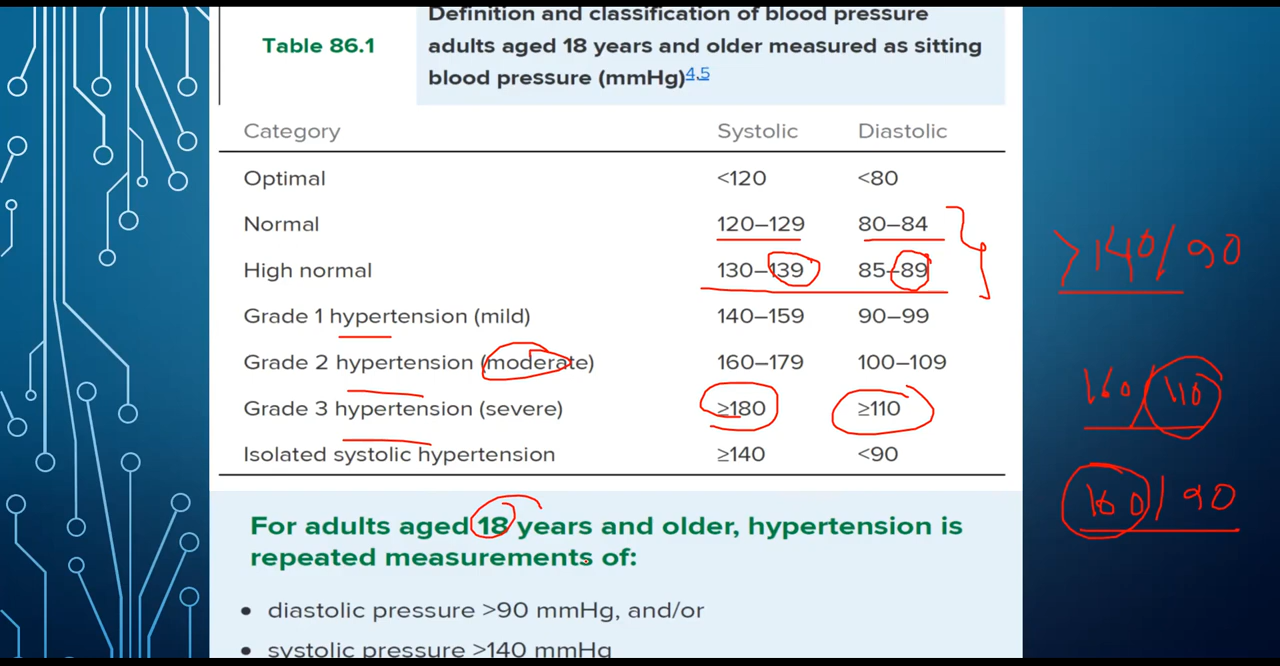 Table 86.1
Definition and classification of blood pressure
adults aged 18 years and older measured as sitting
blood pressure (mmHg)4,5
Category Systolic Diastolic
Optimal <120 <80
Normal 120–129 80–84
High normal 130–139 85–89
Grade 1 hypertension (mild) 140–159 90–99
Grade 2 hypertension (moderate) 160–179 100–109
Grade 3 hypertension (severe) ≥180 ≥110
Isolated systolic hypertension ≥140 <90
For adults aged 18 years and older, hypertension is
repeated measurements of:
• diastolic pressure >90 mmHg, and/or
• systolic pressure >140 mmHg
>140/90
160/110
160/90